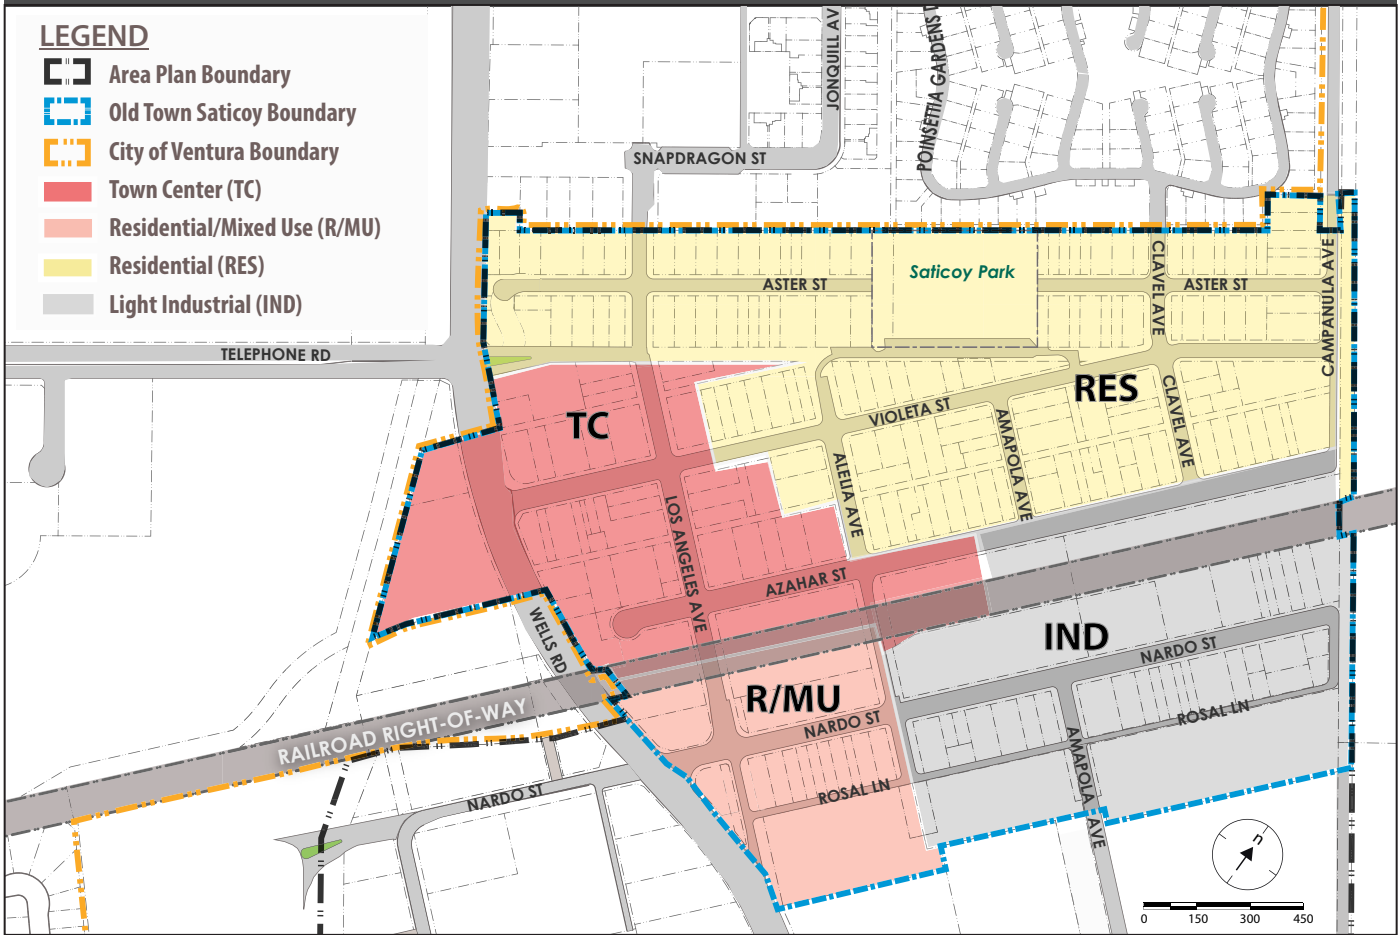 LEGEND
Area Plan Boundary
Old Town Saticoy Boundary
City of Ventura Boundary
Town Center (TC)
Residential/Mixed Use (R/MU)
Residential (RES)
Light Industrial (IND)
JONQUILL AV
POINSETTIA GARDENS
SNAPDRAGON ST
Saticoy Park
ASTER ST
ASTER ST
CLAVEL AVE
CAMPANULA AVE
TELEPHONE RD
TC
RES
VIOLETA ST
AMAPOLA AVE
CLAVEL AVE
ALELIA AVE
LOS ANGELES AVE
AZAHAR ST
WELLS RD
IND
NARDO ST
R/MU
NARDO ST
ROSAL LN
RAILROAD RIGHT-OF-WAY
AMAPOLA AVE
NARDO ST
ROSAL LN
n
0 150 300 450